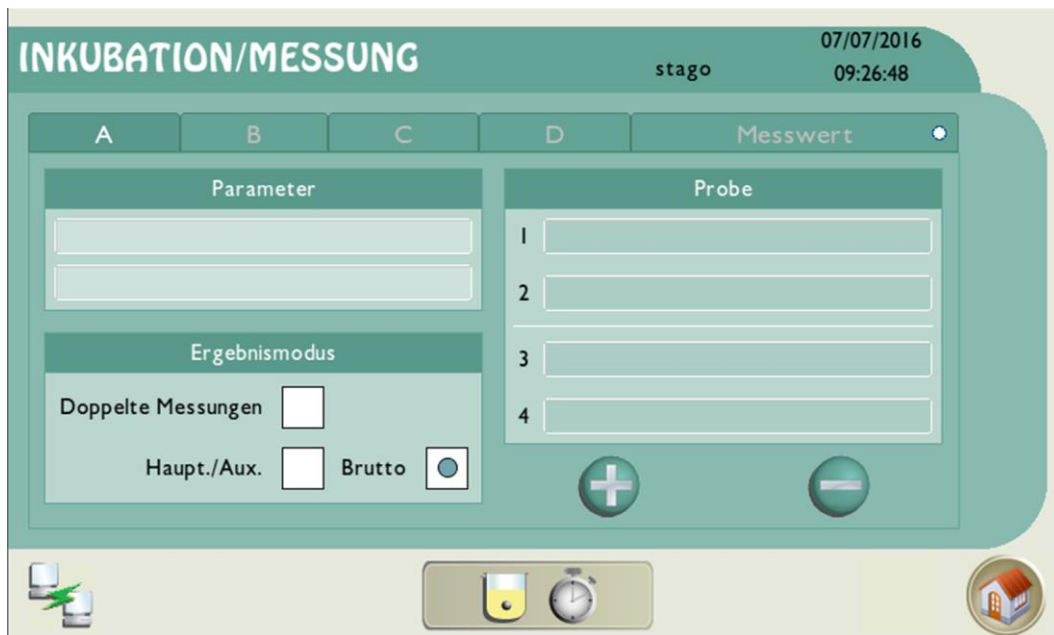 INKUBATION/MESSUNG
stago
07/07/2016
09:26:48
A B C D Messwert
Parameter
Probe
1
2
3
4
Ergebnismodus
Doppelte Messungen
Haupt./Aux. Brutto